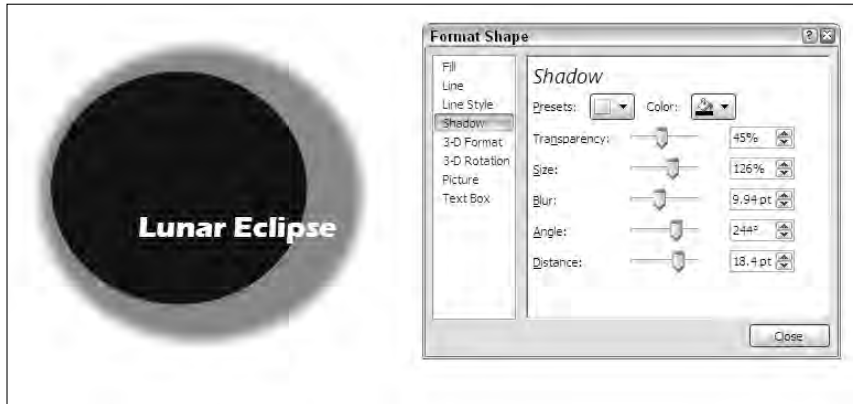 Lunar Eclipse
Format Shape
Fill
Line
Line Style
Shadow
3-D Format
3-D Rotation
Picture
Text Box
Shadow
Presets: Color:
Transparency: 45%
Size: 126%
Blur: 9.94 pt
Angle: 244°
Distance: 18.4 pt
Close